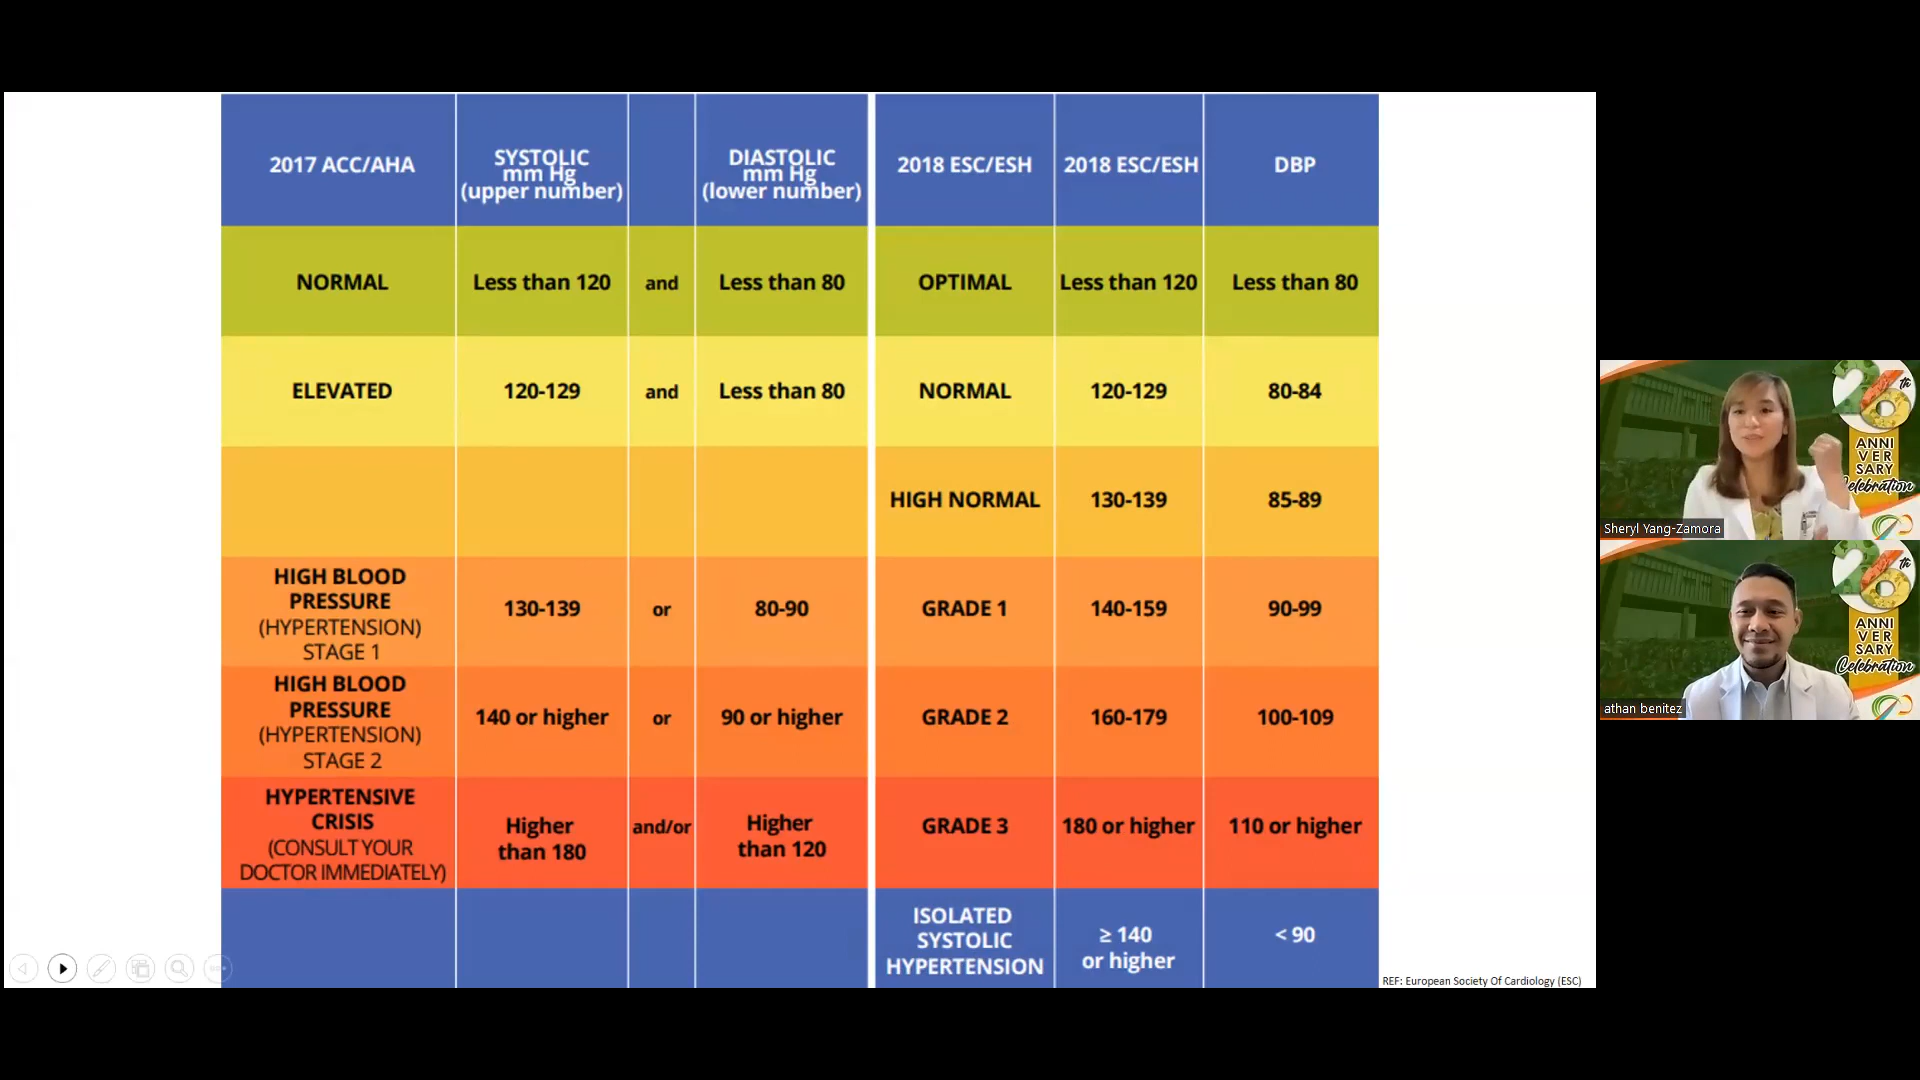 2017 ACC/AHA
SYSTOLIC
mm Hg
(upper number)
DIASTOLIC
mm Hg
(lower number)
2018 ESC/ESH
2018 ESC/ESH
DBP
NORMAL
Less than 120
and
Less than 80
OPTIMAL
Less than 120
Less than 80
ELEVATED
120-129
and
Less than 80
NORMAL
120-129
80-84
HIGH NORMAL
130-139
85-89
HIGH BLOOD
PRESSURE
(HYPERTENSION)
STAGE 1
130-139
or
80-90
GRADE 1
140-159
90-99
HIGH BLOOD
PRESSURE
(HYPERTENSION)
STAGE 2
140 or higher
or
90 or higher
GRADE 2
160-179
100-109
HYPERTENSIVE
CRISIS
(CONSULT YOUR
DOCTOR IMMEDIATELY)
Higher
than 180
and/or
Higher
than 120
GRADE 3
180 or higher
110 or higher
ISOLATED
SYSTOLIC
HYPERTENSION
≥ 140
or higher
< 90
REF: European Society Of Cardiology (ESC)
26th
ANNI
VER
SARY
Celebration
Sheryl Yang-Zamora
26th
ANNI
VER
SARY
Celebration
athan benitez